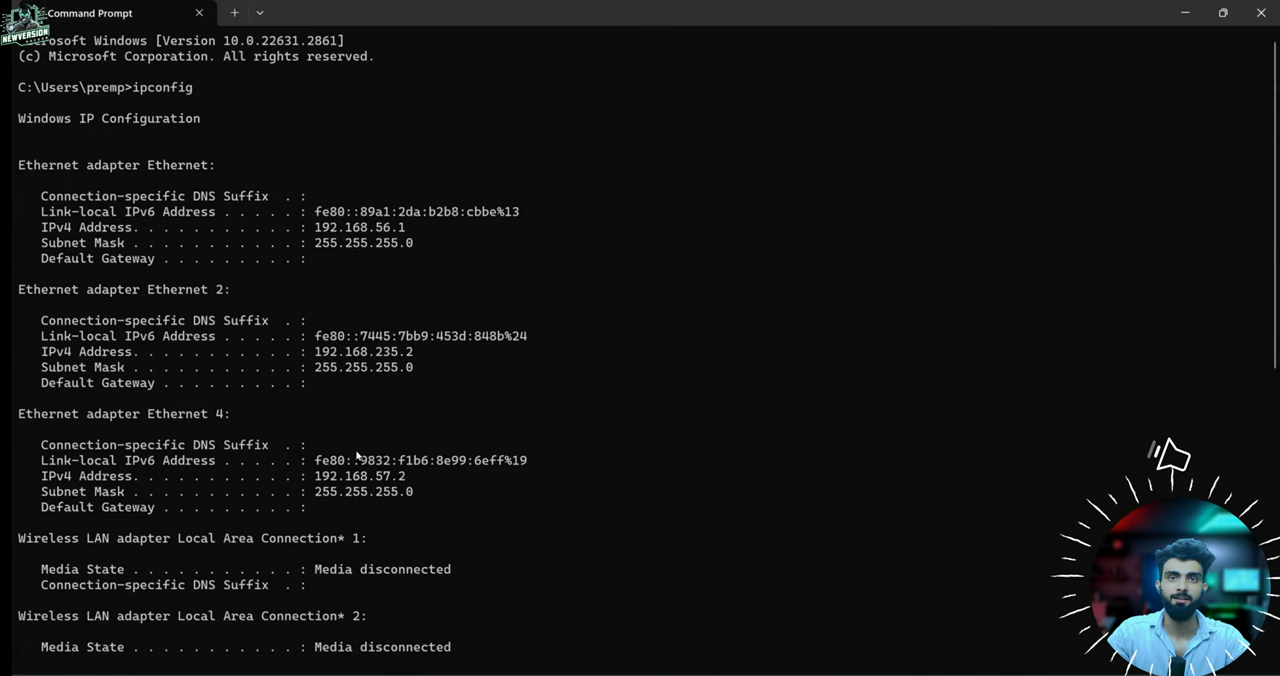 Command Prompt
NEWVERSION
rosoft Windows [Version 10.0.22631.2861]
(c) Microsoft Corporation. All rights reserved.
C:\Users\premp>ipconfig
Windows IP Configuration
Ethernet adapter Ethernet:
Connection-specific DNS Suffix . :
Link-local IPv6 Address . . . . . : fe80::89a1:2da:b2b8:cbbe%13
IPv4 Address. . . . . . . . . . . : 192.168.56.1
Subnet Mask . . . . . . . . . . . : 255.255.255.0
Default Gateway . . . . . . . . . :
Ethernet adapter Ethernet 2:
Connection-specific DNS Suffix . :
Link-local IPv6 Address . . . . . : fe80::7445:7bb9:453d:848b%24
IPv4 Address. . . . . . . . . . . : 192.168.235.2
Subnet Mask . . . . . . . . . . . : 255.255.255.0
Default Gateway . . . . . . . . . :
Ethernet adapter Ethernet 4:
Connection-specific DNS Suffix . :
Link-local IPv6 Address . . . . . : fe80::9832:f1b6:8e99:6eff%19
IPv4 Address. . . . . . . . . . . : 192.168.57.2
Subnet Mask . . . . . . . . . . . : 255.255.255.0
Default Gateway . . . . . . . . . :
Wireless LAN adapter Local Area Connection* 1:
Media State . . . . . . . . . . . : Media disconnected
Connection-specific DNS Suffix . :
Wireless LAN adapter Local Area Connection* 2:
Media State . . . . . . . . . . . : Media disconnected